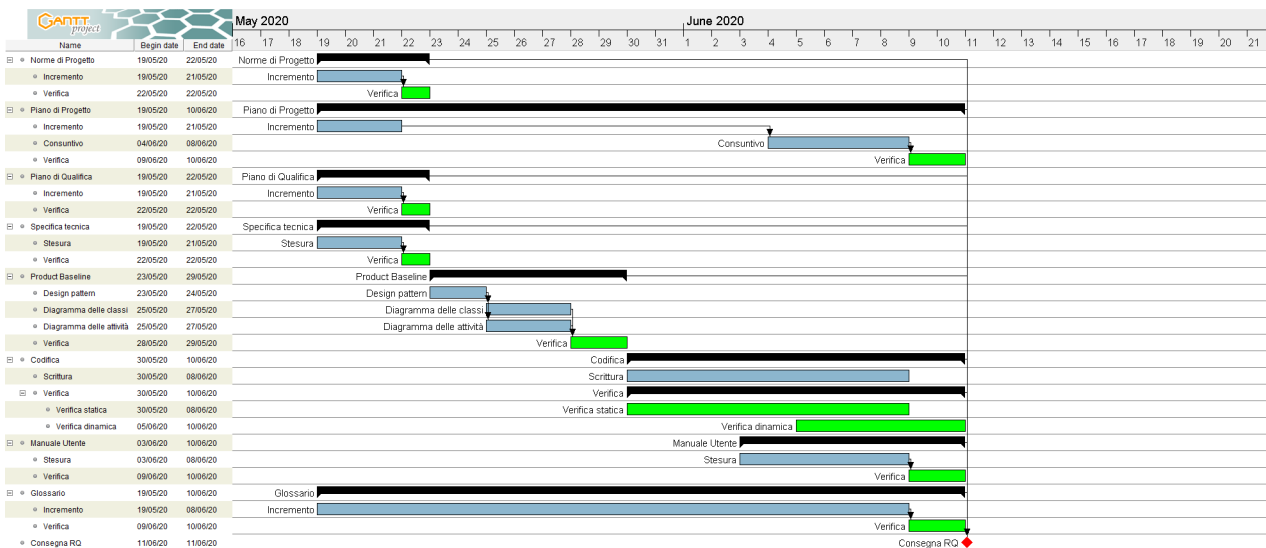 GANTT project
May 2020 June 2020
Name Begin date End date 16 17 18 19 20 21 22 23 24 25 26 27 28 29 30 31 1 2 3 4 5 6 7 8 9 10 11 12 13 14 15 16 17 18 19 20 21
Norme di Progetto 19/05/20 22/05/20 Norme di Progetto
Incremento 19/05/20 21/05/20 Incremento
Verifica 22/05/20 22/05/20 Verifica
Piano di Progetto 19/05/20 10/06/20 Piano di Progetto
Incremento 19/05/20 21/05/20 Incremento
Consuntivo 04/06/20 08/06/20 Consuntivo
Verifica 09/06/20 10/06/20 Verifica
Piano di Qualifica 19/05/20 22/05/20 Piano di Qualifica
Incremento 19/05/20 21/05/20 Incremento
Verifica 22/05/20 22/05/20 Verifica
Specifica tecnica 19/05/20 22/05/20 Specifica tecnica
Stesura 19/05/20 21/05/20 Stesura
Verifica 22/05/20 22/05/20 Verifica
Product Baseline 23/05/20 29/05/20 Product Baseline
Design pattern 23/05/20 24/05/20 Design pattern
Diagramma delle classi 25/05/20 27/05/20 Diagramma delle classi
Diagramma delle attività 25/05/20 27/05/20 Diagramma delle attività
Verifica 28/05/20 29/05/20 Verifica
Codifica 30/05/20 10/06/20 Codifica
Scrittura 30/05/20 08/06/20 Scrittura
Verifica 30/05/20 10/06/20 Verifica
Verifica statica 30/05/20 08/06/20 Verifica statica
Verifica dinamica 05/06/20 10/06/20 Verifica dinamica
Manuale Utente 03/06/20 10/06/20 Manuale Utente
Stesura 03/06/20 08/06/20 Stesura
Verifica 09/06/20 10/06/20 Verifica
Glossario 19/05/20 10/06/20 Glossario
Incremento 19/05/20 08/06/20 Incremento
Verifica 09/06/20 10/06/20 Verifica
Consegna RQ 11/06/20 11/06/20 Consegna RQ